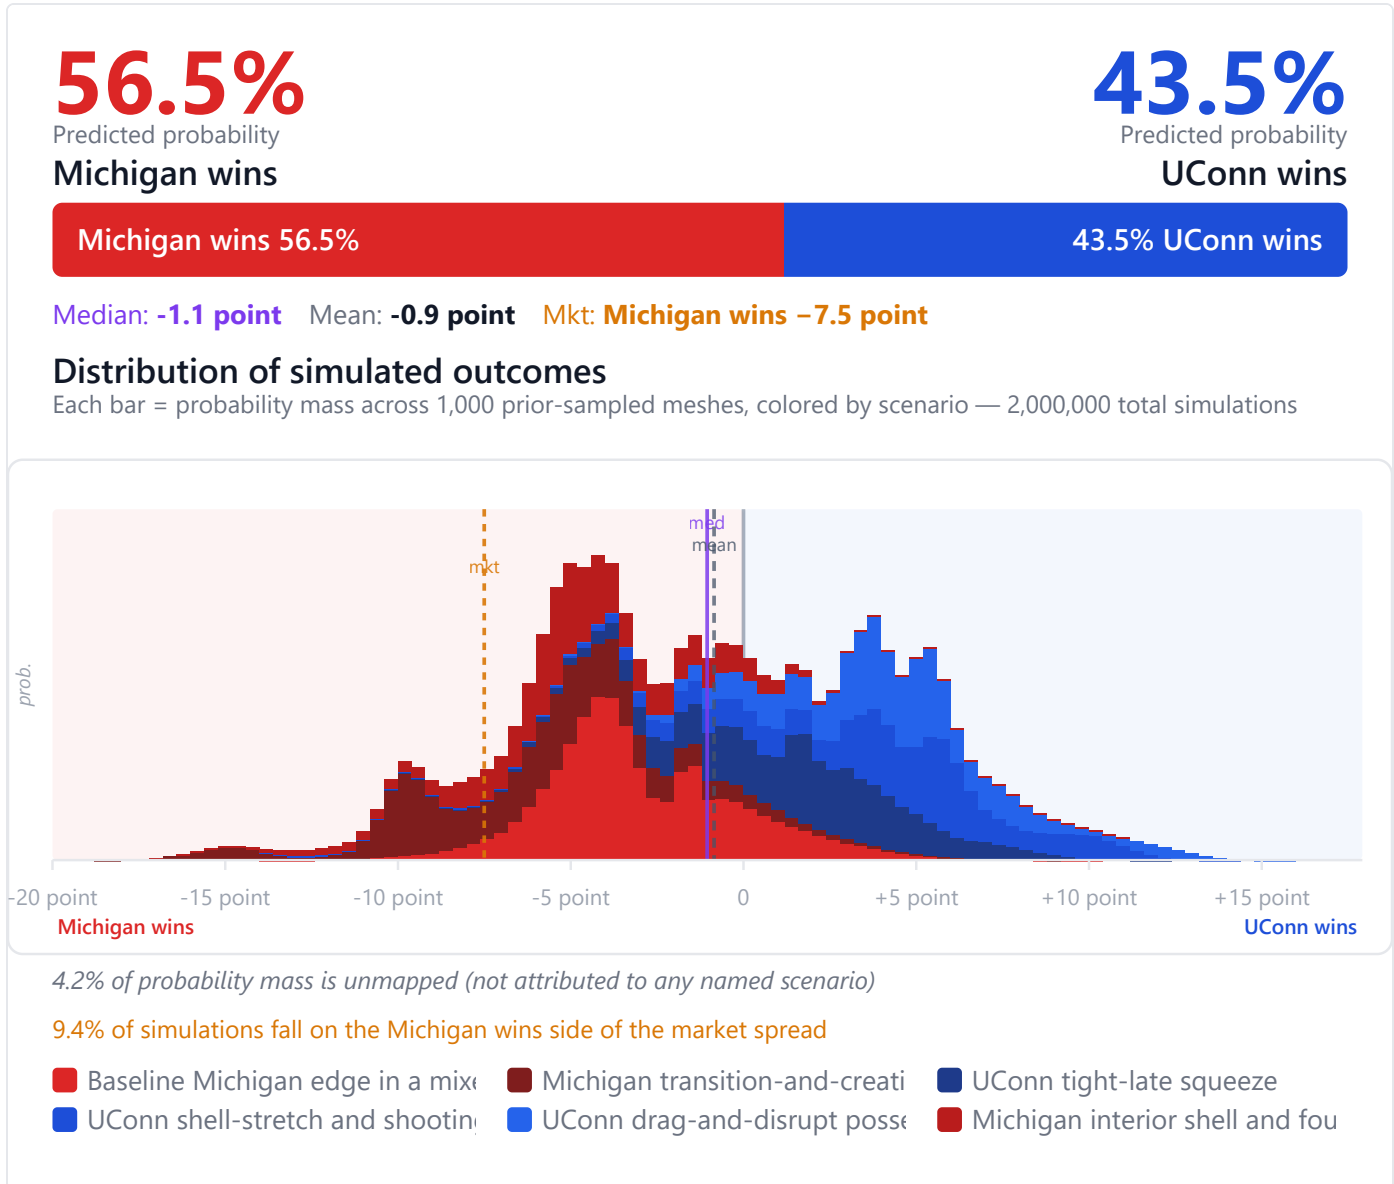 56.5% 43.5%
Predicted probability Predicted probability
Michigan wins UConn wins
Michigan wins 56.5% 43.5% UConn wins
Median: -1.1 point Mean: -0.9 point Mkt: Michigan wins −7.5 point
Distribution of simulated outcomes
Each bar = probability mass across 1,000 prior-sampled meshes, colored by scenario — 2,000,000 total simulations
med
mean
mkt
prob.
-20 point -15 point -10 point -5 point 0 +5 point +10 point +15 point
Michigan wins UConn wins
4.2% of probability mass is unmapped (not attributed to any named scenario)
9.4% of simulations fall on the Michigan wins side of the market spread
Baseline Michigan edge in a mixe Michigan transition-and-creati UConn tight-late squeeze
UConn shell-stretch and shooting UConn drag-and-disrupt posse Michigan interior shell and fou